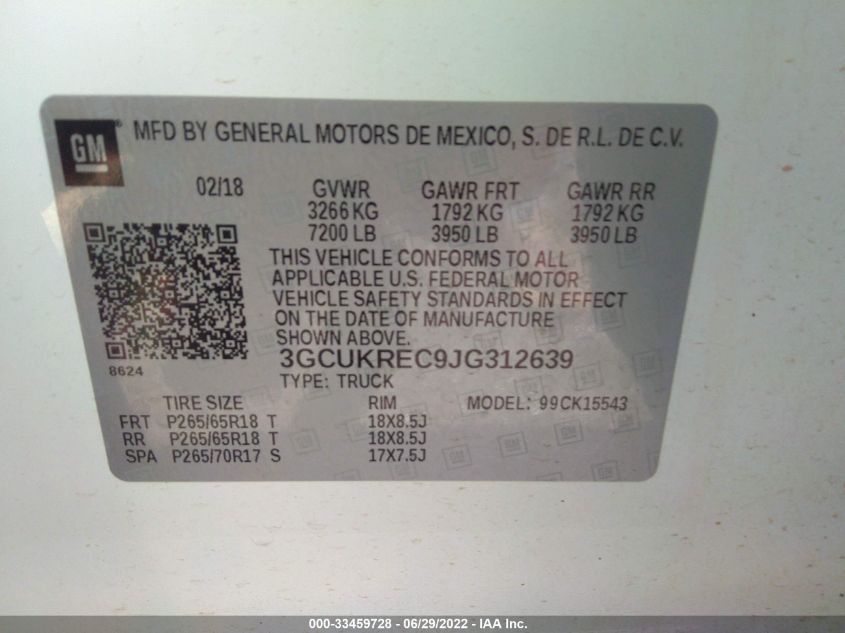 GM
MFD BY GENERAL MOTORS DE MEXICO, S. DE R.L. DE C.V.
02/18 GVWR GAWR FRT GAWR RR
3266 KG 1792 KG 1792 KG
7200 LB 3950 LB 3950 LB
THIS VEHICLE CONFORMS TO ALL
APPLICABLE U.S. FEDERAL MOTOR
VEHICLE SAFETY STANDARDS IN EFFECT
ON THE DATE OF MANUFACTURE
SHOWN ABOVE.
3GCUKREC9JG312639
8624
TYPE: TRUCK
TIRE SIZE RIM MODEL: 99CK15543
FRT P265/65R18 T 18X8.5J
RR P265/65R18 T 18X8.5J
SPA P265/70R17 S 17X7.5J
000-33459728 - 06/29/2022 - IAA Inc.